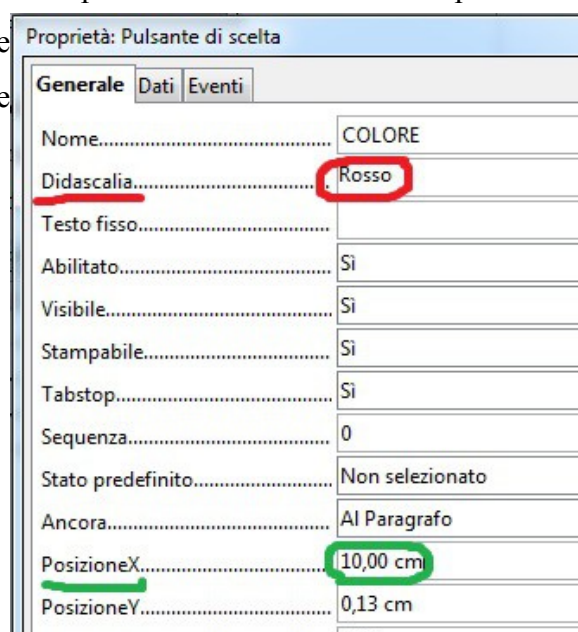 e
e
Proprietà: Pulsante di scelta
Generale Dati Eventi
Nome........................................... COLORE
Didascalia..................................... Rosso
Testo fisso....................................
Abilitato....................................... Sì
Visibile.......................................... Sì
Stampabile................................. Sì
Tabstop........................................ Sì
Sequenza..................................... 0
Stato predefinito......................... Non selezionato
Ancora......................................... Al Paragrafo
PosizioneX................................... 10,00 cm
PosizioneY................................... 0,13 cm